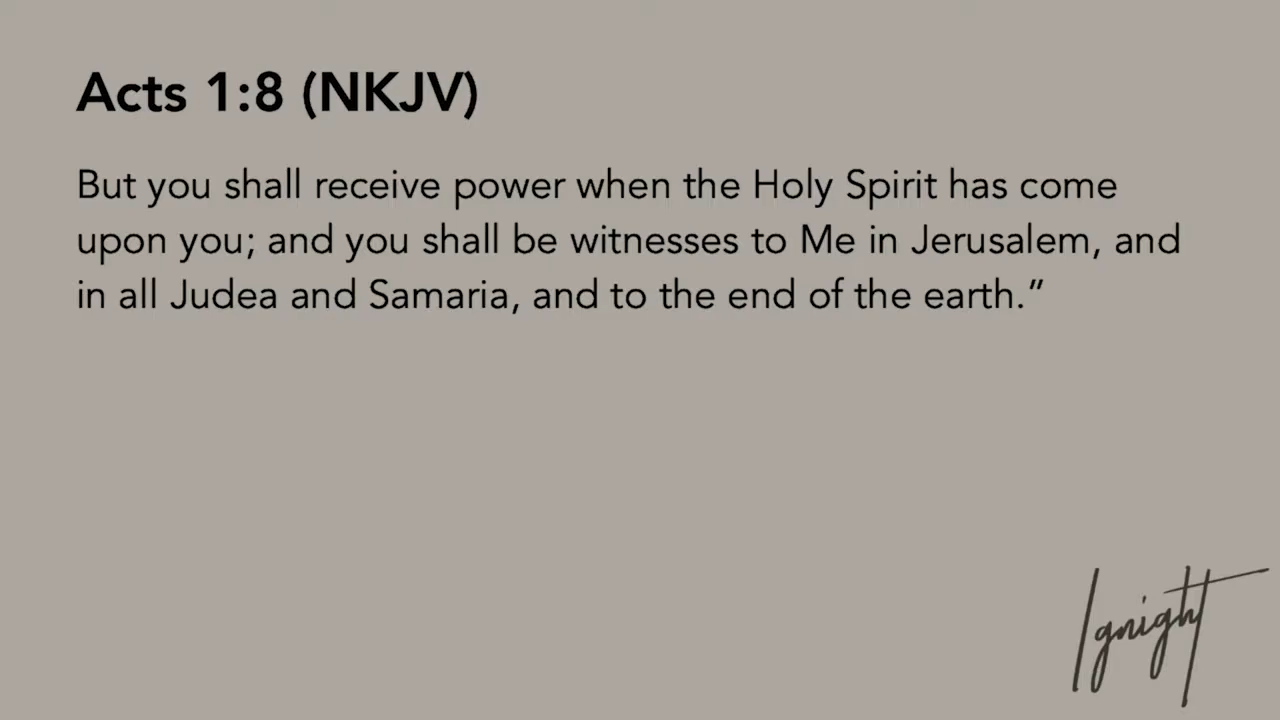 Acts 1:8 (NKJV)
But you shall receive power when the Holy Spirit has come
upon you; and you shall be witnesses to Me in Jerusalem, and
in all Judea and Samaria, and to the end of the earth.”
Ignight